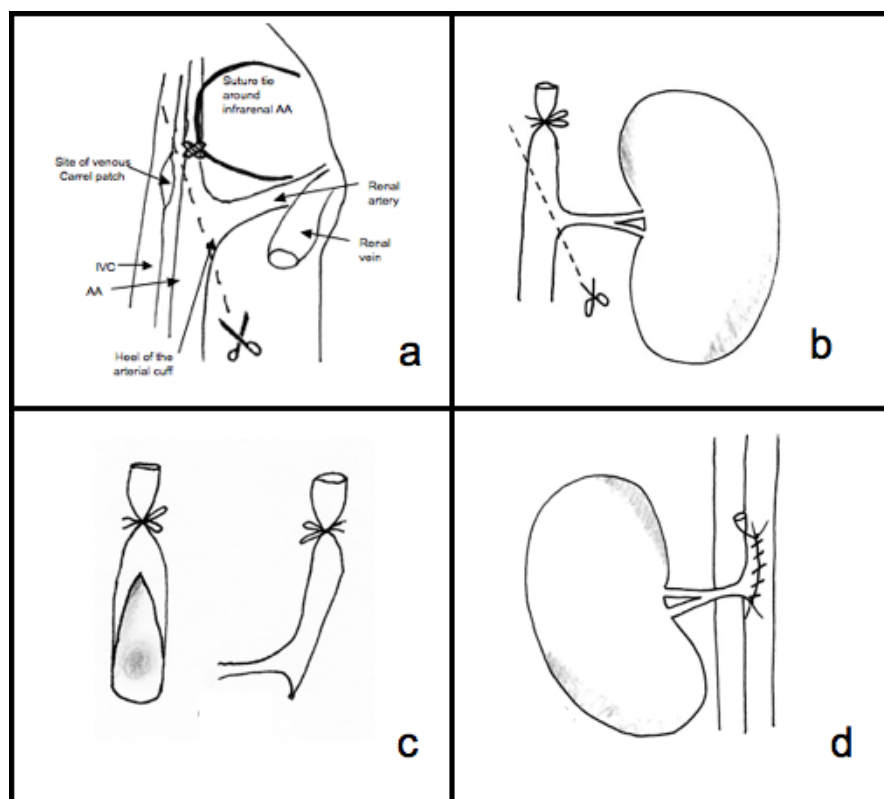 Suture tie
around
infrarenal AA
Site of venous
Carrel patch
Renal
artery
Renal
vein
IVC
AA
Heel of the
arterial cuff
a
b
c
d